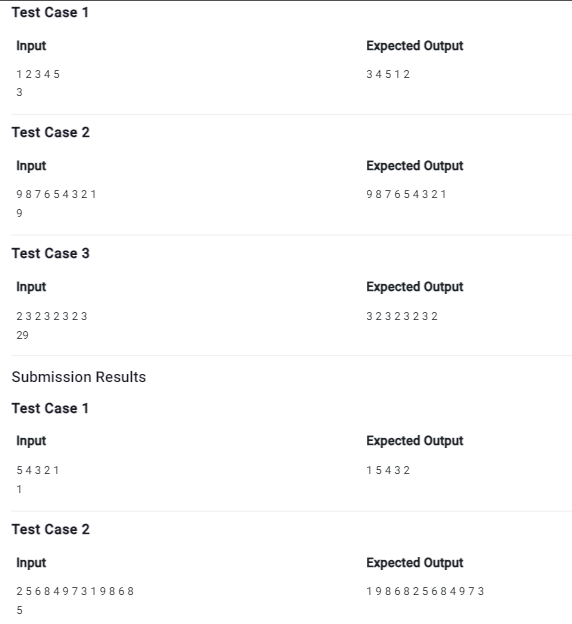 Test Case 1
Input Expected Output
1 2 3 4 5 3 4 5 1 2
3
Test Case 2
Input Expected Output
9 8 7 6 5 4 3 2 1 9 8 7 6 5 4 3 2 1
9
Test Case 3
Input Expected Output
2 3 2 3 2 3 2 3 3 2 3 2 3 2 3 2
29
Submission Results
Test Case 1
Input Expected Output
5 4 3 2 1 1 5 4 3 2
1
Test Case 2
Input Expected Output
2 5 6 8 4 9 7 3 1 9 8 6 8 1 9 8 6 8 2 5 6 8 4 9 7 3
5